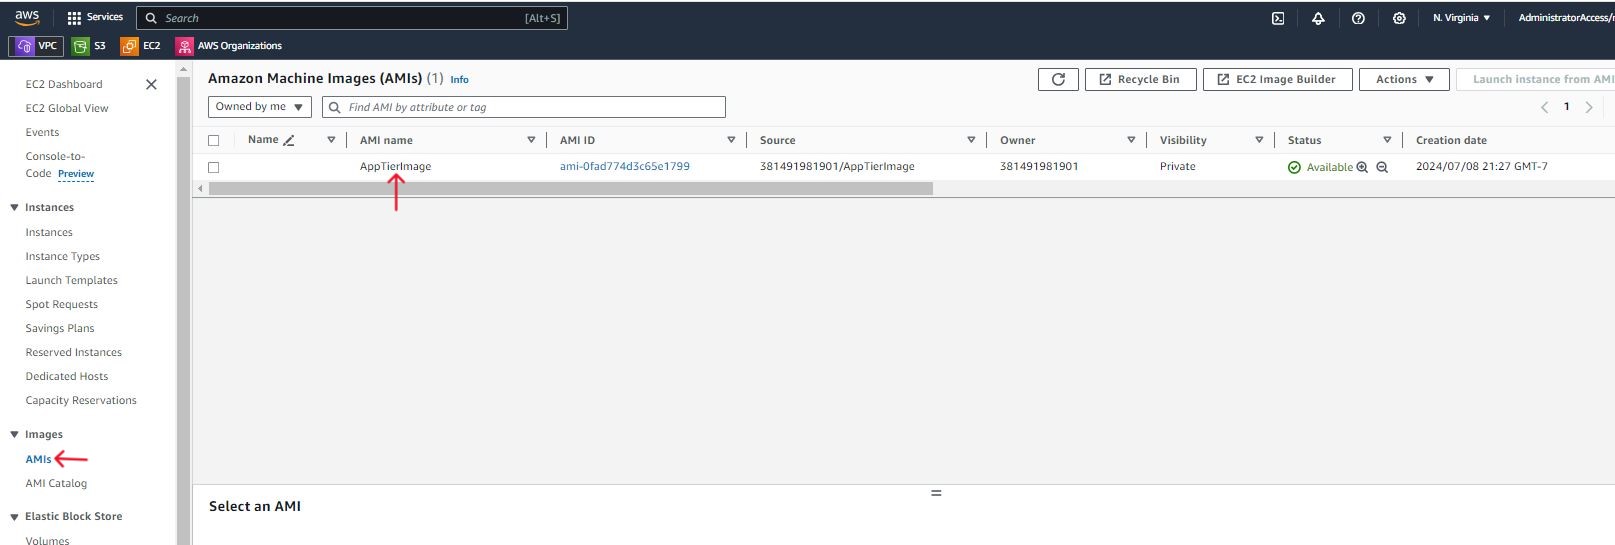 aws Services Search [Alt+S] N. Virginia AdministratorAccess/
VPC S3 EC2 AWS Organizations
EC2 Dashboard
EC2 Global View
Events
Console-to-
Code Preview
Instances
Instances
Instance Types
Launch Templates
Spot Requests
Savings Plans
Reserved Instances
Dedicated Hosts
Capacity Reservations
Images
AMIs
AMI Catalog
Elastic Block Store
Volumes
Amazon Machine Images (AMIs) (1) Info
Recycle Bin EC2 Image Builder Actions Launch instance from AMI
Owned by me Find AMI by attribute or tag 1
Name AMI name AMI ID Source Owner Visibility Status Creation date
AppTierImage ami-0fad774d3c65e1799 381491981901/AppTierImage 381491981901 Private Available 2024/07/08 21:27 GMT-7
Select an AMI